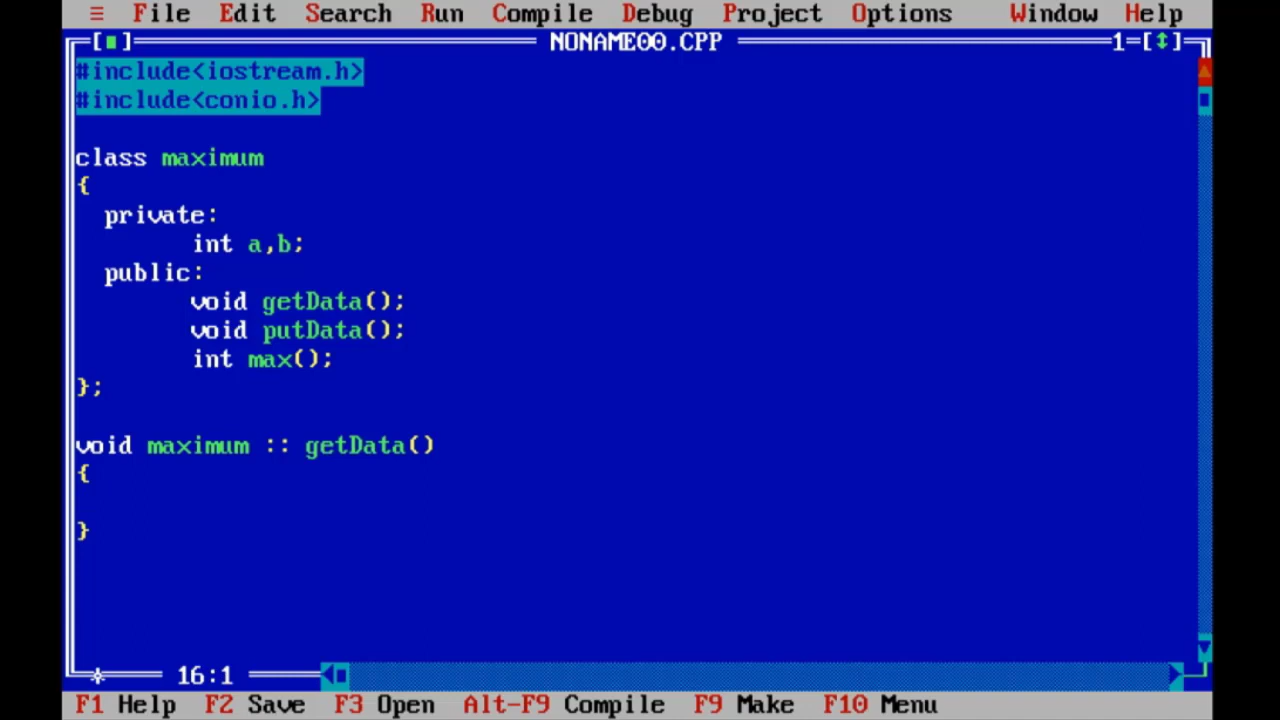 ≡ File Edit Search Run Compile Debug Project Options Window Help
[■] NONAME00.CPP 1=[↕]
#include<iostream.h>
#include<conio.h>
class maximum
{
private:
int a,b;
public:
void getData();
void putData();
int max();
};
void maximum :: getData()
{
}
16:1
F1 Help F2 Save F3 Open Alt-F9 Compile F9 Make F10 Menu